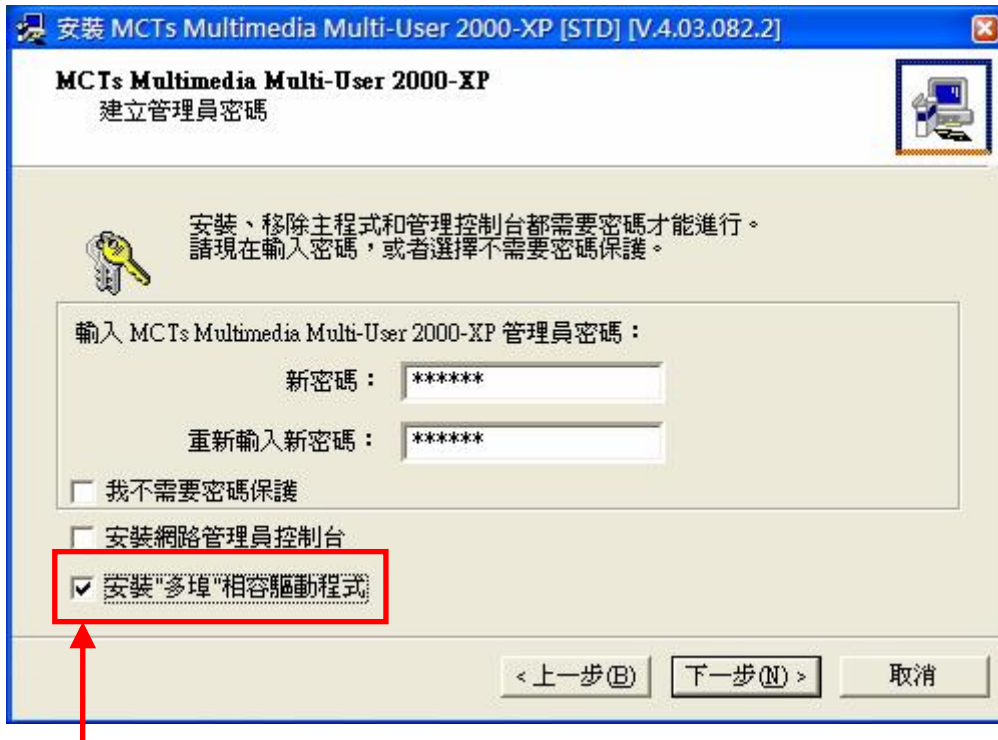 安裝 MCTs Multimedia Multi-User 2000-XP [STD] [V.4.03.082.2]
MCTs Multimedia Multi-User 2000-XP
建立管理員密碼
安裝、移除主程式和管理控制台都需要密碼才能進行。
請現在輸入密碼，或者選擇不需要密碼保護。
輸入 MCTs Multimedia Multi-User 2000-XP 管理員密碼：
新密碼： ******
重新輸入新密碼： ******
我不需要密碼保護
安裝網路管理員控制台
安裝"多埠"相容驅動程式
<上一步(B) 下一步(N)> 取消